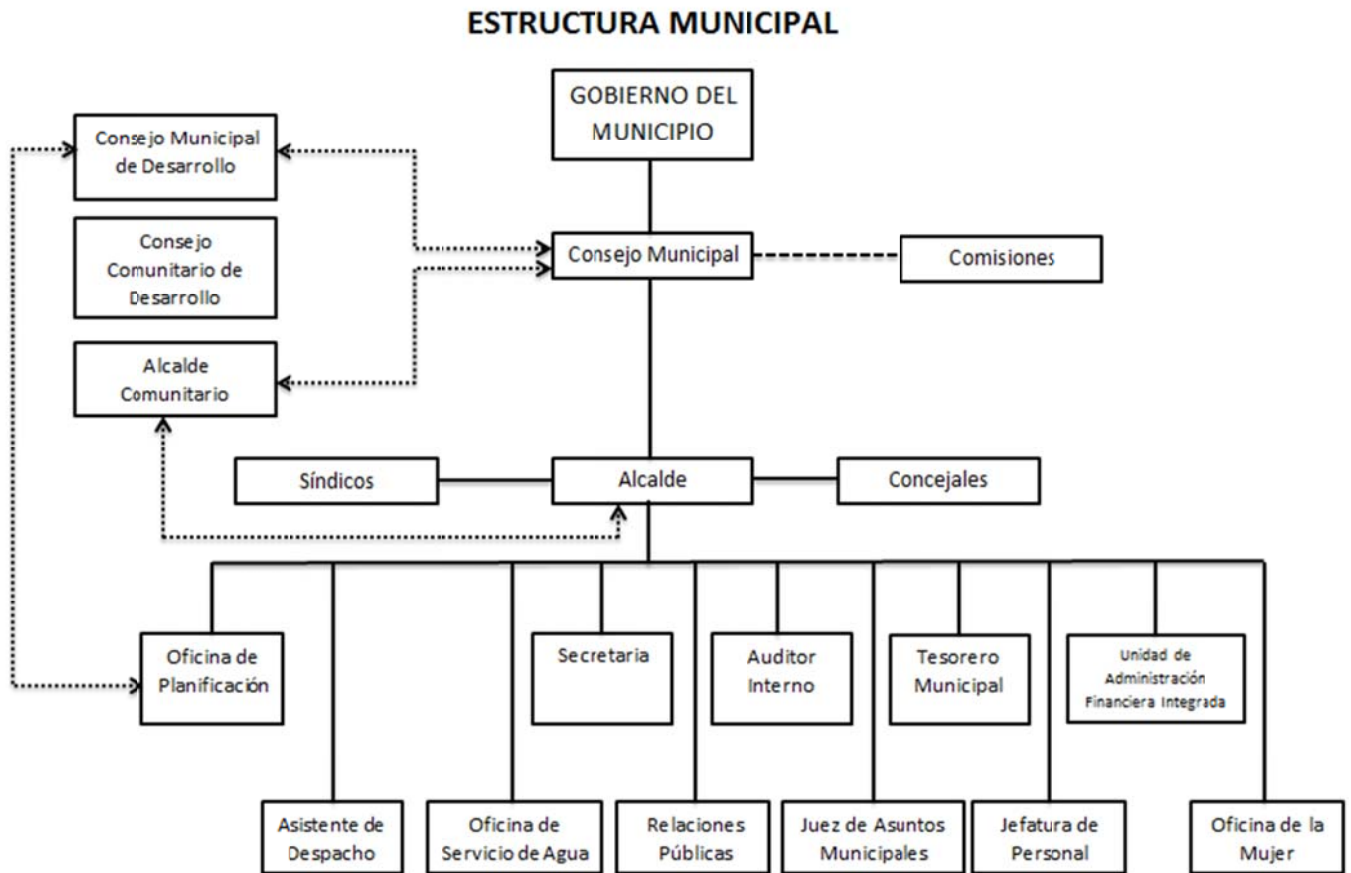 ESTRUCTURA MUNICIPAL
GOBIERNO DEL
MUNICIPIO
Consejo Municipal
de Desarrollo
Consejo
Comunitario de
Desarrollo
Consejo Municipal
Comisiones
Alcalde
Comunitario
Síndicos
Alcalde
Concejales
Oficina de
Planificación
Secretaria
Auditor
Interno
Tesorero
Municipal
Unidad de
Administración
Financiera Integrada
Asistente de
Despacho
Oficina de
Servicio de Agua
Relaciones
Públicas
Juez de Asuntos
Municipales
Jefatura de
Personal
Oficina de la
Mujer